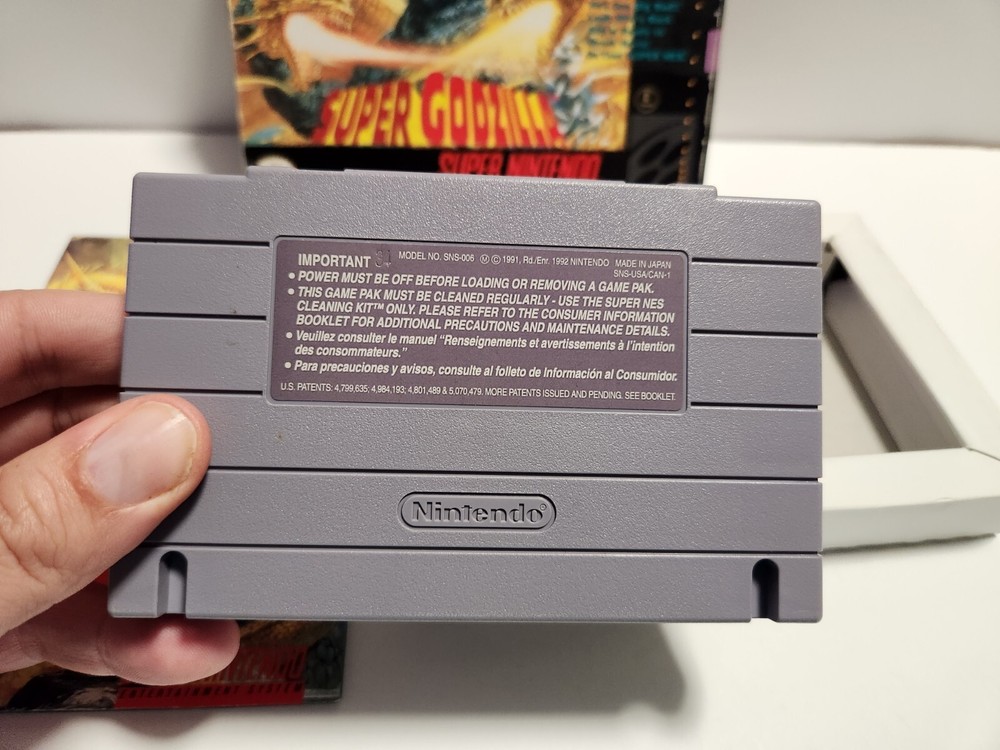 SUPER GODZILLA
SUPER NINTENDO
IMPORTANT MODEL NO. SNS-006 Ⓜ © 1991, Rd./Enr. 1992 NINTENDO MADE IN JAPAN
SNS-USA/CAN-1
• POWER MUST BE OFF BEFORE LOADING OR REMOVING A GAME PAK.
• THIS GAME PAK MUST BE CLEANED REGULARLY - USE THE SUPER NES
CLEANING KIT™ ONLY. PLEASE REFER TO THE CONSUMER INFORMATION
BOOKLET FOR ADDITIONAL PRECAUTIONS AND MAINTENANCE DETAILS.
• Veuillez consulter le manuel “Renseignements et avertissements à l'intention
des consommateurs.”
• Para precauciones y avisos, consulte al folleto de Información al Consumidor.
U.S. PATENTS: 4,799,635; 4,984,193; 4,801,489 & 5,070,479. MORE PATENTS ISSUED AND PENDING. SEE BOOKLET.
Nintendo®
ENTERTAINMENT SYSTEM